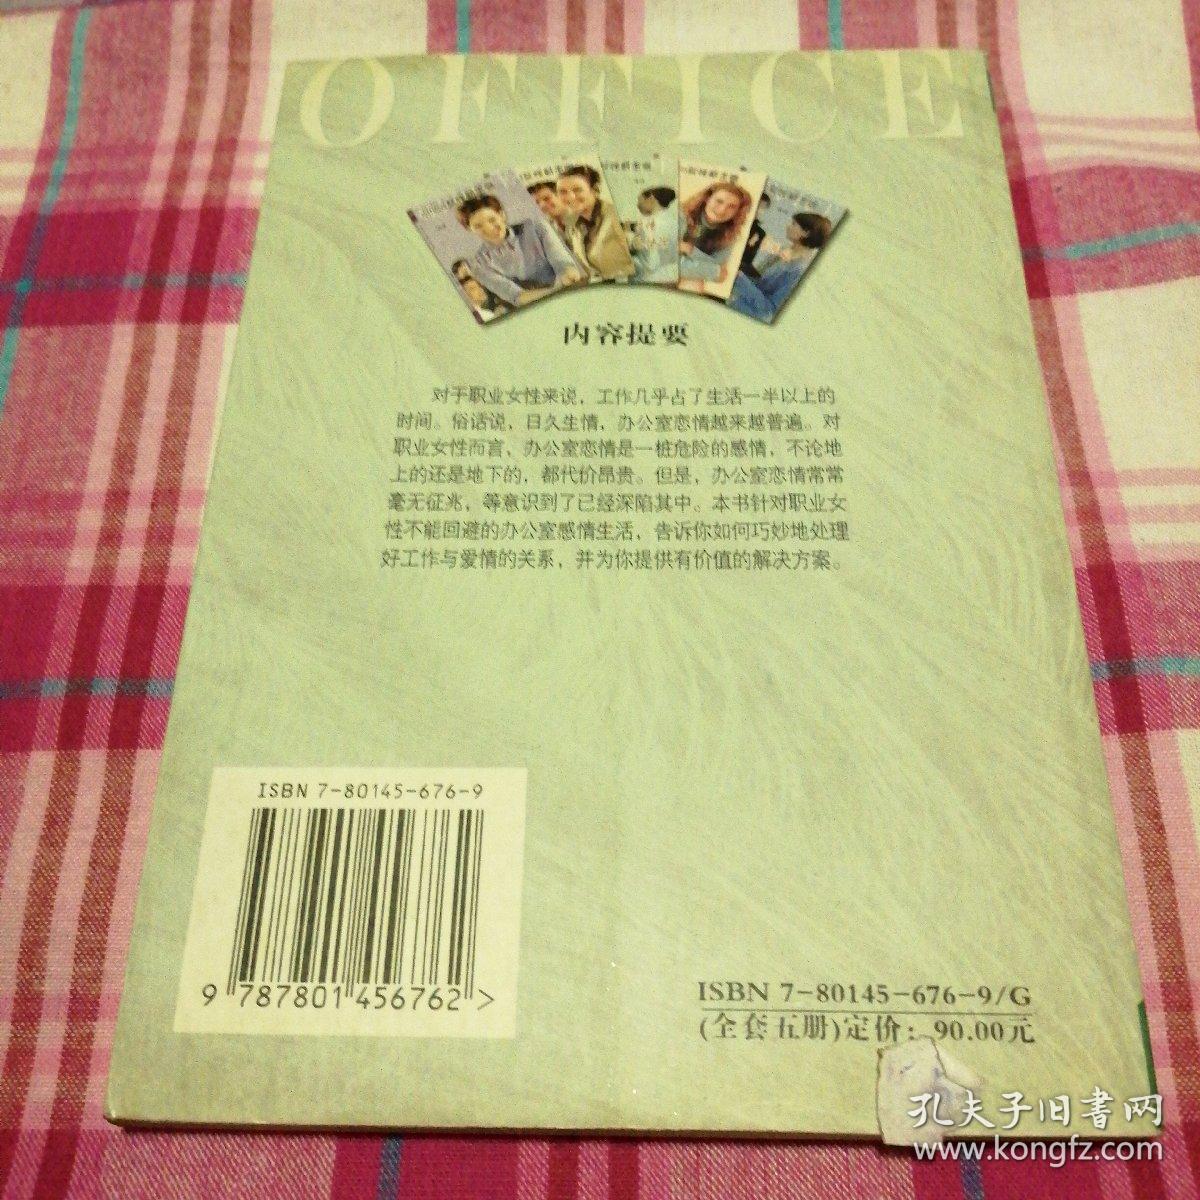 OFFICE
内容提要
对于职业女性来说，工作几乎占了生活一半以上的
时间。俗话说，日久生情，办公室恋情越来越普遍。对
职业女性而言，办公室恋情是一桩危险的感情，不论地
上的还是地下的，都代价昂贵。但是，办公室恋情常常
毫无征兆，等意识到了已经深陷其中。本书针对职业女
性不能回避的办公室感情生活，告诉你如何巧妙地处理
好工作与爱情的关系，并为你提供有价值的解决方案。
ISBN 7-80145-676-9
9 787801 456762 >
ISBN 7-80145-676-9/G
(全套五册)定价：90.00元
孔夫子旧书网
www.kongfz.com